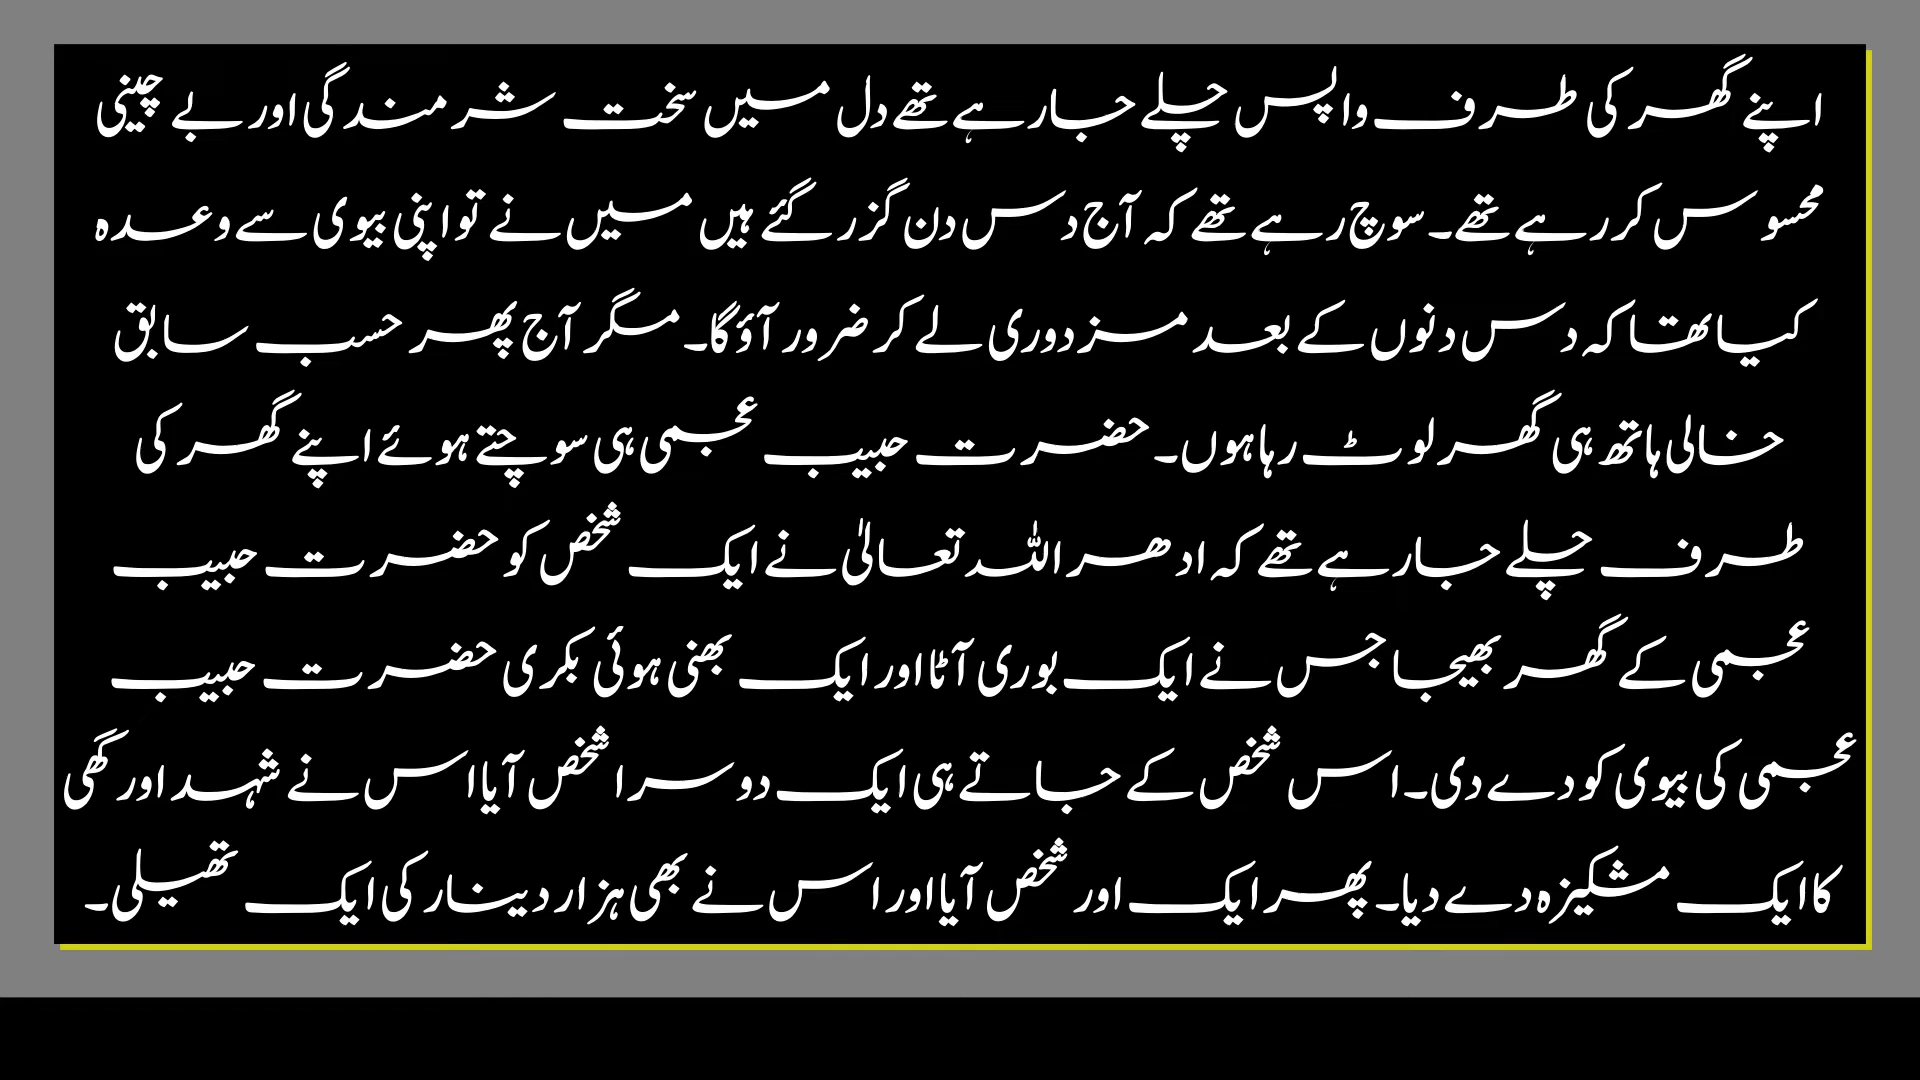 اپنے گھر کی طرف واپس چلے جارہے تھے دل میں سخت شرمندگی اور بے چینی
محسوس کر رہے تھے۔ سوچ رہے تھے کہ آج دس دن گزر گئے ہیں میں نے تو اپنی بیوی سے وعدہ
کیا تھا کہ دس دنوں کے بعد مزدوری لے کر ضرور آؤگا۔ مگر آج پھر حسب سابق
خالی ہاتھ ہی گھر لوٹ رہا ہوں۔ حضرت حبیب عجمی ہی سوچتے ہوئے اپنے گھر کی
طرف چلے جارہے تھے کہ ادھر اللہ تعالیٰ نے ایک شخص کو حضرت حبیب
عجمی کے گھر بھیجا جس نے ایک بوری آٹا اور ایک بھنی ہوئی بکری حضرت حبیب
عجمی کی بیوی کو دے دی۔ اس شخص کے جاتے ہی ایک دوسرا شخص آیا اس نے شہد اور گھی
کا ایک مشکیزہ دے دیا۔ پھر ایک اور شخص آیا اور اس نے بھی ہزار دینار کی ایک تھیلی۔